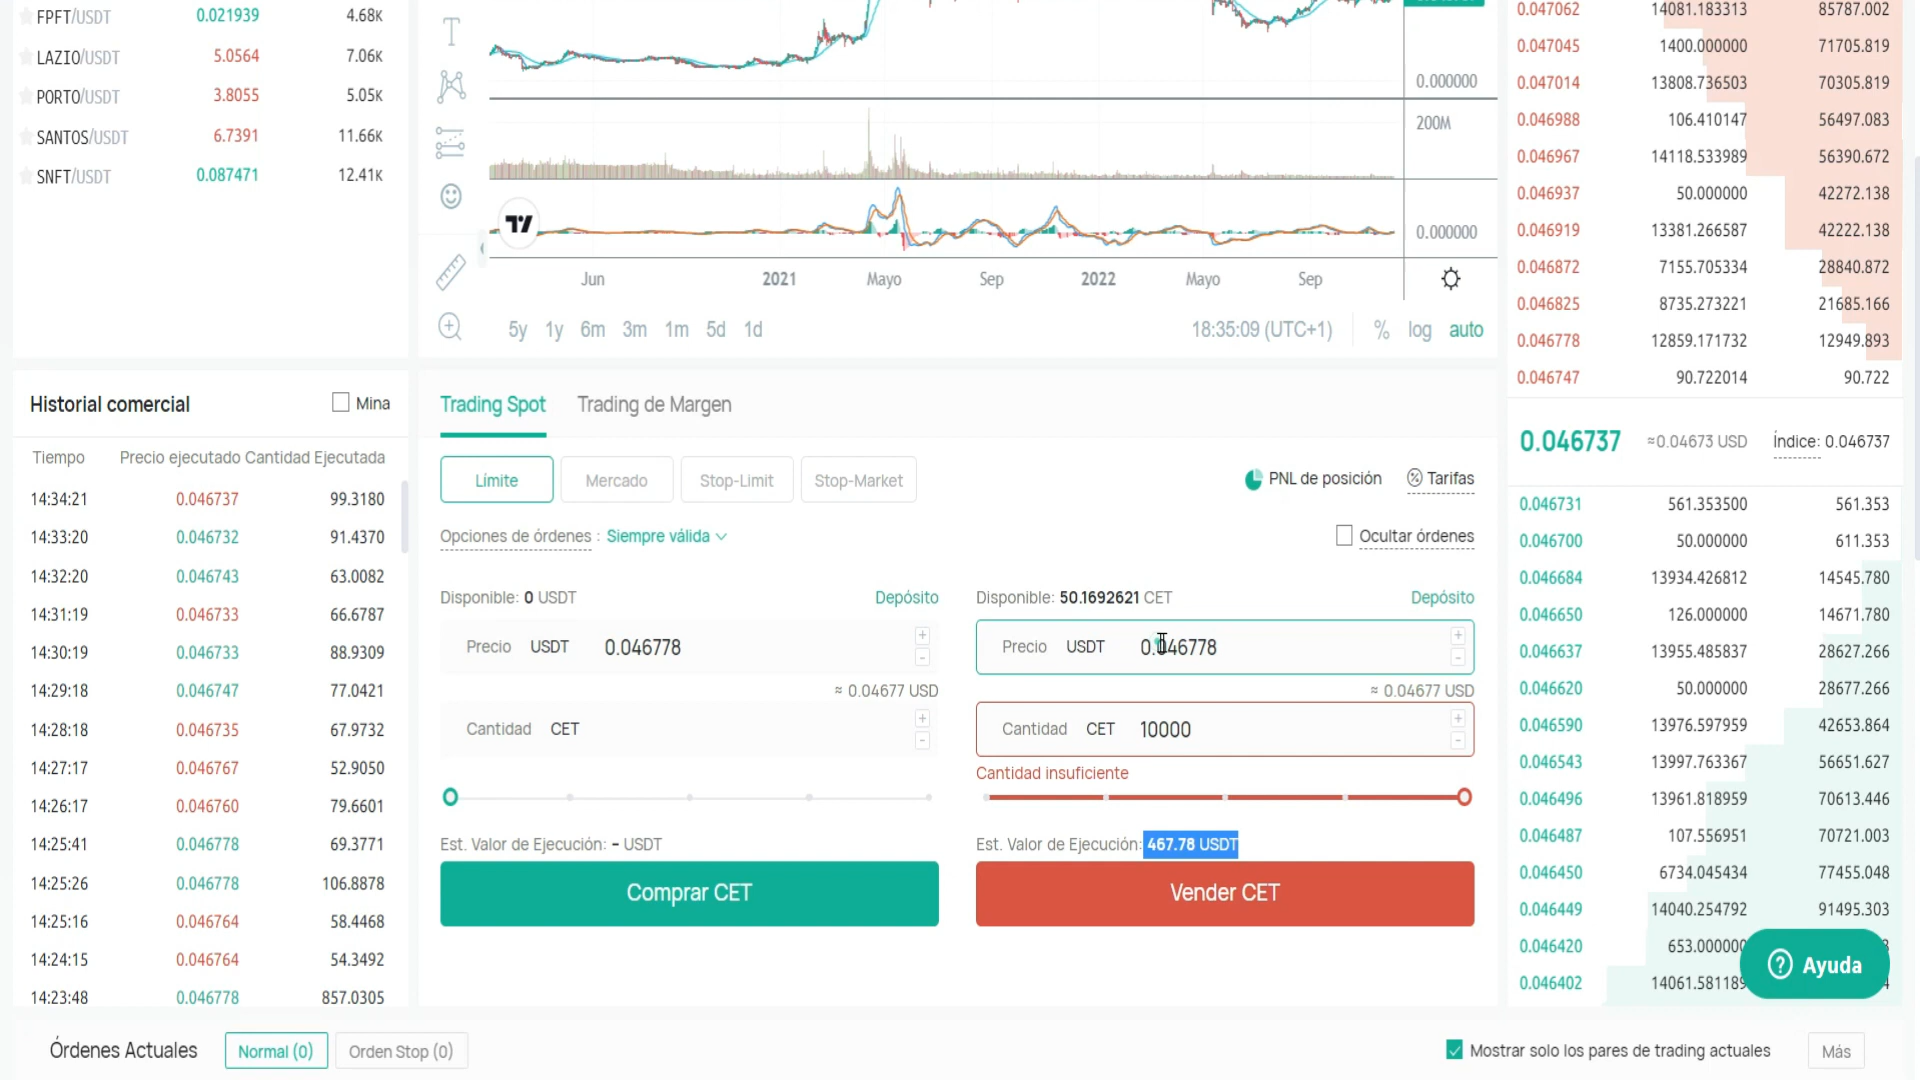 FPFT/USDT 0.021939 4.68K
LAZIO/USDT 5.0564 7.06K
PORTO/USDT 3.8055 5.05K
SANTOS/USDT 6.7391 11.66K
SNFT/USDT 0.087471 12.41K
0.000000
200M
0.000000
Jun 2021 Mayo Sep 2022 Mayo Sep
5y 1y 6m 3m 1m 5d 1d 18:35:09 (UTC+1) % log auto
Historial comercial Mina
Tiempo Precio ejecutado Cantidad Ejecutada
14:34:21 0.046737 99.3180
14:33:20 0.046732 91.4370
14:32:20 0.046743 63.0082
14:31:19 0.046733 66.6787
14:30:19 0.046733 88.9309
14:29:18 0.046747 77.0421
14:28:18 0.046735 67.9732
14:27:17 0.046767 52.9050
14:26:17 0.046760 79.6601
14:25:41 0.046778 69.3771
14:25:26 0.046778 106.8878
14:25:16 0.046764 58.4468
14:24:15 0.046764 54.3492
14:23:48 0.046778 857.0305
Trading Spot Trading de Margen
Límite Mercado Stop-Limit Stop-Market PNL de posición Tarifas
Opciones de órdenes : Siempre válida Ocultar órdenes
Disponible: 0 USDT Depósito
Precio USDT 0.046778
≈ 0.04677 USD
Cantidad CET
Est. Valor de Ejecución: - USDT
Comprar CET
Disponible: 50.1692621 CET Depósito
Precio USDT 0.046778
≈ 0.04677 USD
Cantidad CET 10000
Cantidad insuficiente
Est. Valor de Ejecución: 467.78 USDT
Vender CET
0.047062 14081.183313 85787.002
0.047045 1400.000000 71705.819
0.047014 13808.736503 70305.819
0.046988 106.410147 56497.083
0.046967 14118.533989 56390.672
0.046937 50.000000 42272.138
0.046919 13381.266587 42222.138
0.046872 7155.705334 28840.872
0.046825 8735.273221 21685.166
0.046778 12859.171732 12949.893
0.046747 90.722014 90.722
0.046737 ≈0.04673 USD Índice: 0.046737
0.046731 561.353500 561.353
0.046700 50.000000 611.353
0.046684 13934.426812 14545.780
0.046650 126.000000 14671.780
0.046637 13955.485837 28627.266
0.046620 50.000000 28677.266
0.046590 13976.597959 42653.864
0.046543 13997.763367 56651.627
0.046496 13961.818959 70613.446
0.046487 107.556951 70721.003
0.046450 6734.045434 77455.048
0.046449 14040.254792 91495.303
0.046420 653.000000
0.046402 14061.581189
Ayuda
Órdenes Actuales Normal (0) Orden Stop (0) Mostrar solo los pares de trading actuales Más